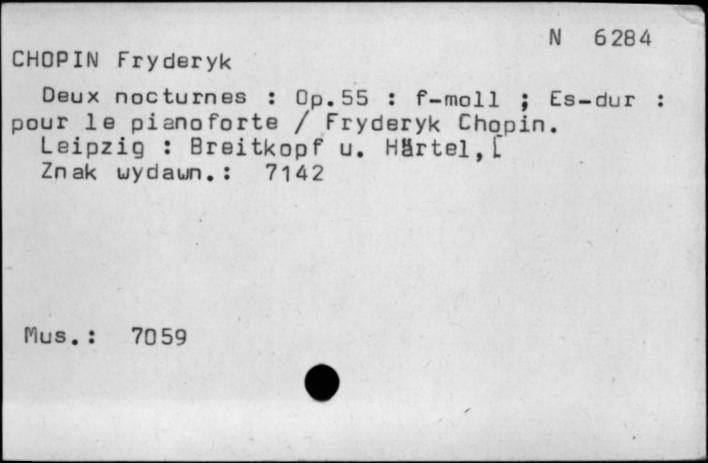 N 6284
CHOPIN Fryderyk
Deux nocturnes : Op.55 : f-moll ; Es-dur :
pour le pianoforte / Fryderyk Chopin.
Leipzig : Breitkopf u. Härtel,[
Znak wydawn.: 7142
Mus.: 7059